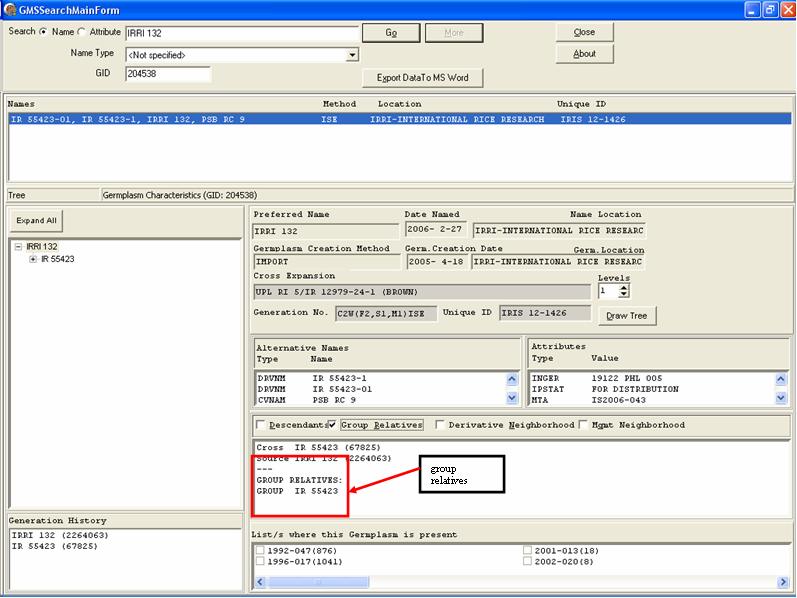 GMSSearchMainForm
Search Name Attribute IRRI 132 Go More Close
Name Type <Not specified> About
GID 204538 Export DataTo MS Word
Names Method Location Unique ID
IR 55423-01, IR 55423-1, IRRI 132, PSB RC 9 ISE IRRI-INTERNATIONAL RICE RESEARCH IRIS 12-1426
Tree Germplasm Characteristics (GID: 204538)
Expand All
IRRI 132
IR 55423
Preferred Name Date Named Name Location
IRRI 132 2006- 2-27 IRRI-INTERNATIONAL RICE RESEARC
Germplasm Creation Method Germ.Creation Date Germ.Location
IMPORT 2005- 4-18 IRRI-INTERNATIONAL RICE RESEARC
Cross Expansion Levels
UPL RI 5/IR 12979-24-1 (BROWN) 1
Generation No. C2W(F2,S1,M1)ISE Unique ID IRIS 12-1426 Draw Tree
Alternative Names
Type Name
DRVNM IR 55423-1
DRVNM IR 55423-01
CVNAM PSB RC 9
Attributes
Type Value
INGER 19122 PHL 005
IPSTAT FOR DISTRIBUTION
MTA IS2006-043
Descendants Group Relatives Derivative Neighborhood Mgmt Neighborhood
Cross IR 55423 (67825)
Source IRRI 132 (2264063)
---
GROUP RELATIVES:
GROUP IR 55423
group
relatives
Generation History
IRRI 132 (2264063)
IR 55423 (67825)
List/s where this Germplasm is present
1992-047(876) 2001-013(18)
1996-017(1041) 2002-020(8)